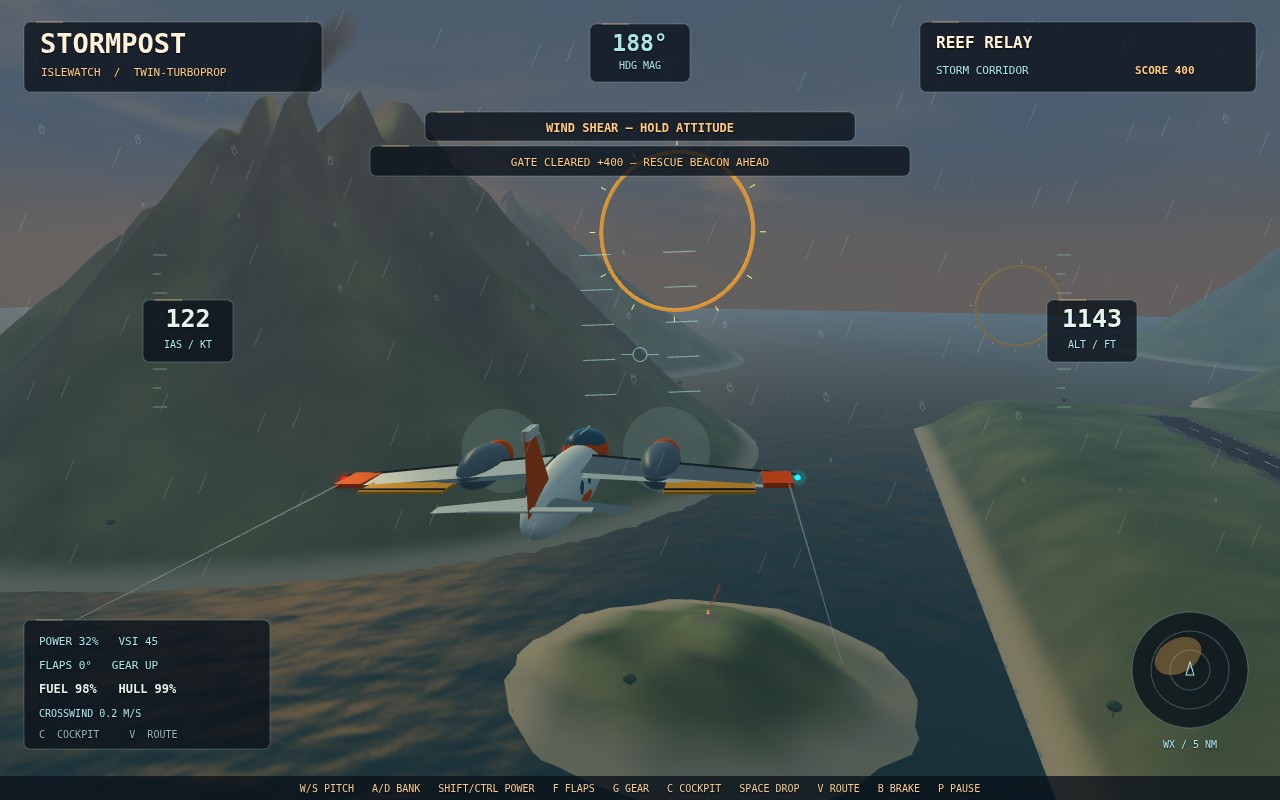 STORMPOST
ISLEWATCH / TWIN-TURBOPROP
188°
HDG MAG
REEF RELAY
STORM CORRIDOR SCORE 400
WIND SHEAR — HOLD ATTITUDE
GATE CLEARED +400 — RESCUE BEACON AHEAD
122
IAS / KT
1143
ALT / FT
POWER 32% VSI 45
FLAPS 0° GEAR UP
FUEL 98% HULL 99%
CROSSWIND 0.2 M/S
C COCKPIT V ROUTE
WX / 5 NM
W/S PITCH A/D BANK SHIFT/CTRL POWER F FLAPS G GEAR C COCKPIT SPACE DROP V ROUTE B BRAKE P PAUSE